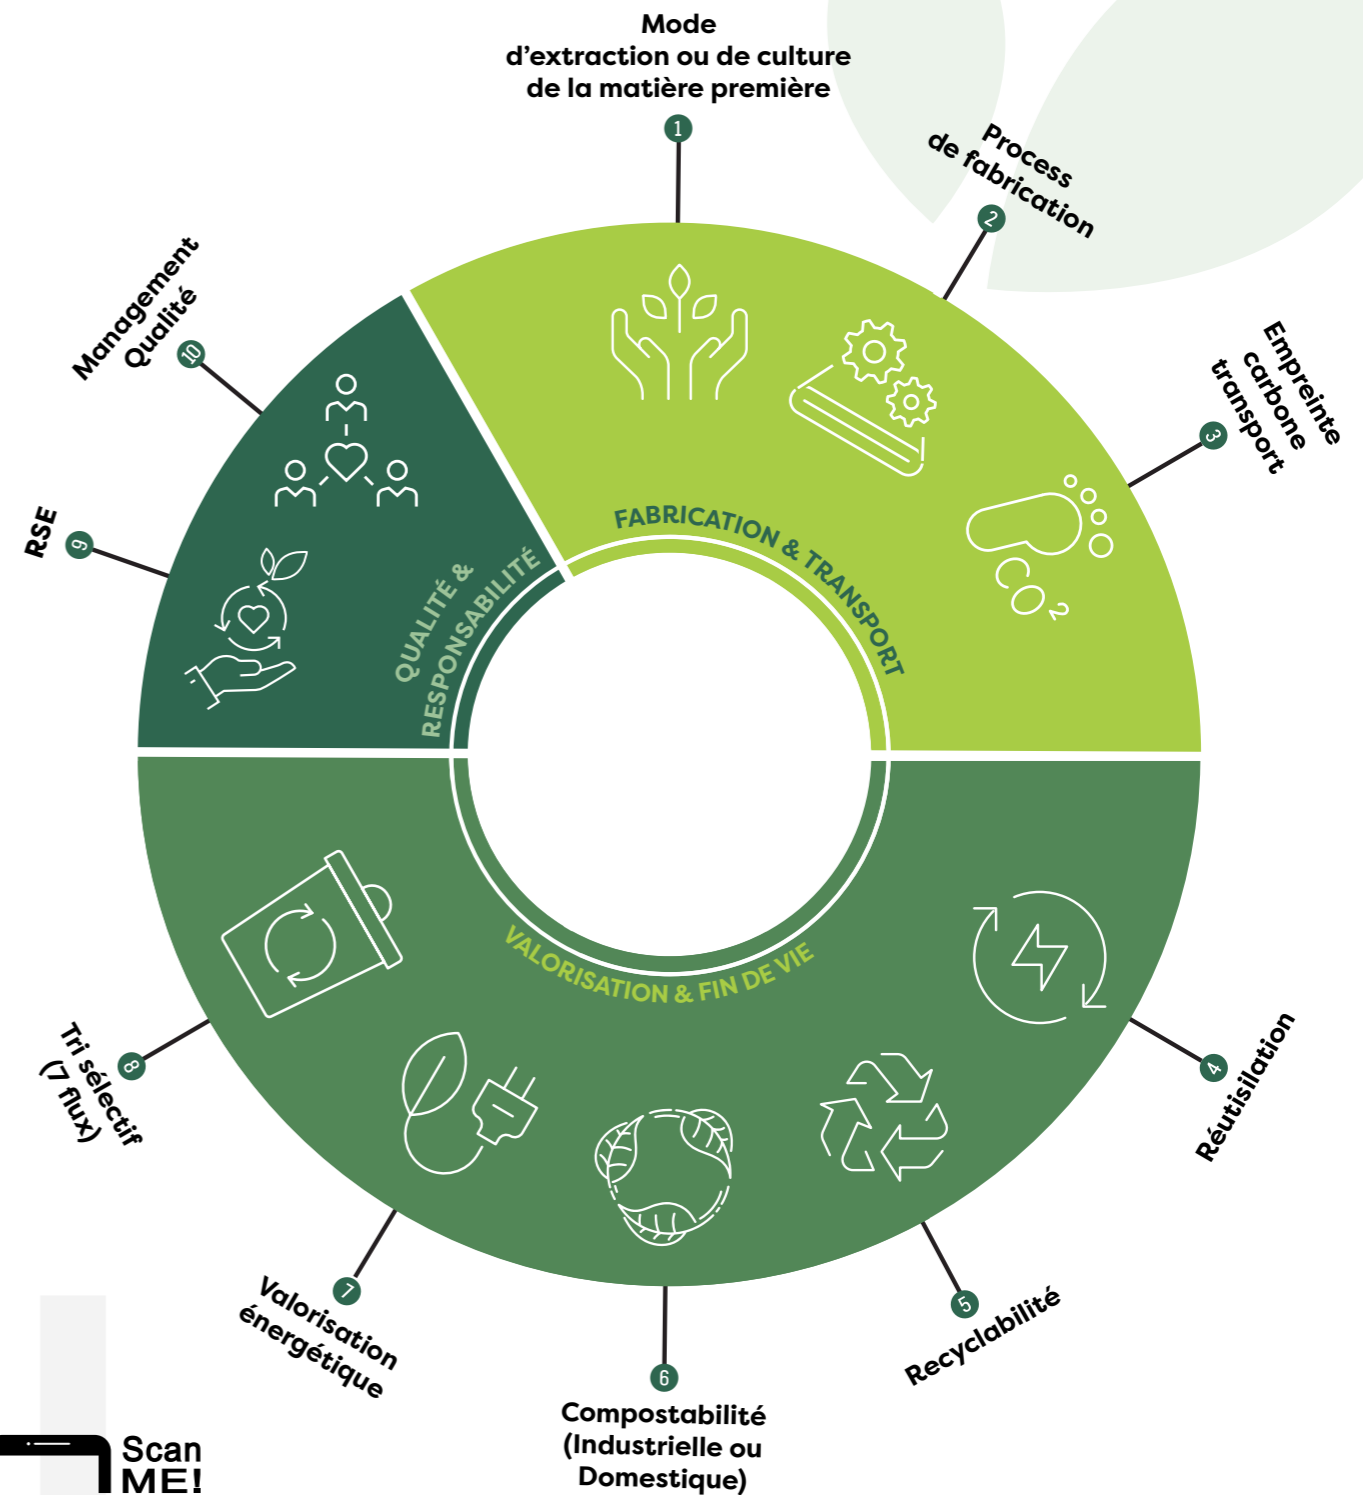 Mode
d'extraction ou de culture
de la matière première
1
Process
de fabrication
2
Empreinte
carbone
transport
3
Réutisilation
4
Recyclabilité
5
6
Compostabilité
(Industrielle ou
Domestique)
7
Valorisation
énergétique
8
Tri sélectif
(7 flux)
RSE
9
Management
Qualité
10
FABRICATION & TRANSPORT
CO²
QUALITÉ &
RESPONSABILITÉ
VALORISATION & FIN DE VIE
Scan
ME!